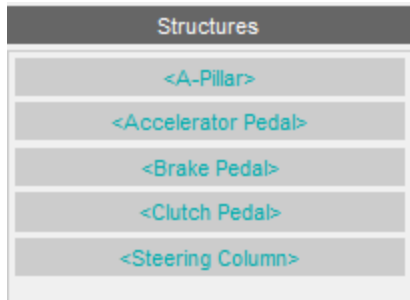 Structures
<A-Pillar>
<Accelerator Pedal>
<Brake Pedal>
<Clutch Pedal>
<Steering Column>